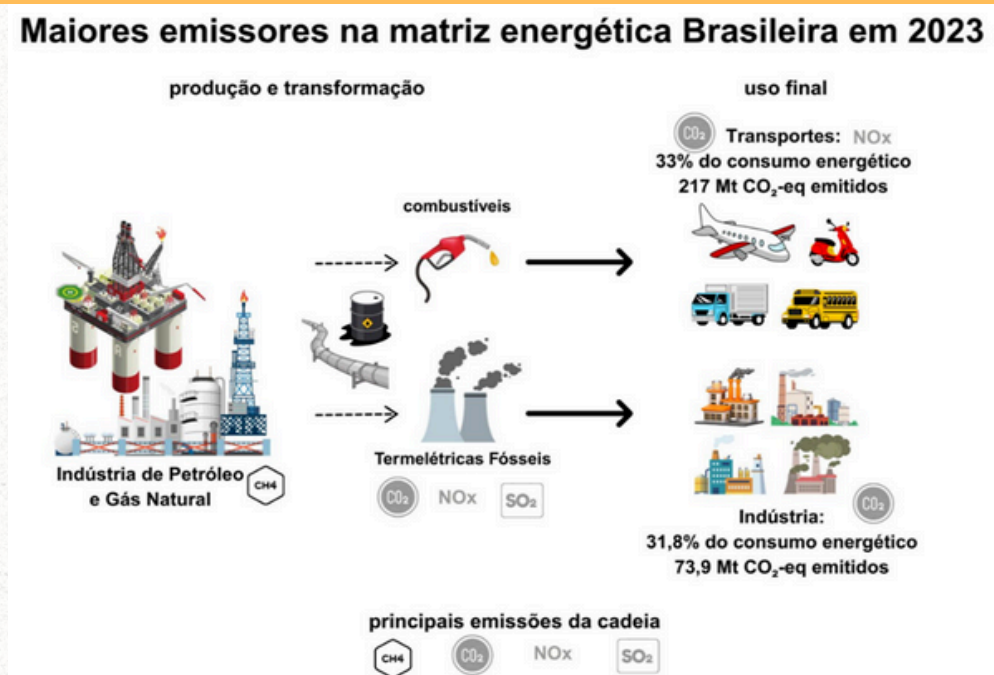 Maiores emissores na matriz energética Brasileira em 2023
produção e transformação
uso final
CO₂ Transportes: NOx
33% do consumo energético
217 Mt CO₂-eq emitidos
combustíveis
Indústria de Petróleo
e Gás Natural CH4
Termelétricas Fósseis
CO₂ NOx SO₂
Indústria: CO₂
31,8% do consumo energético
73,9 Mt CO₂-eq emitidos
principais emissões da cadeia
CH4 CO₂ NOx SO₂